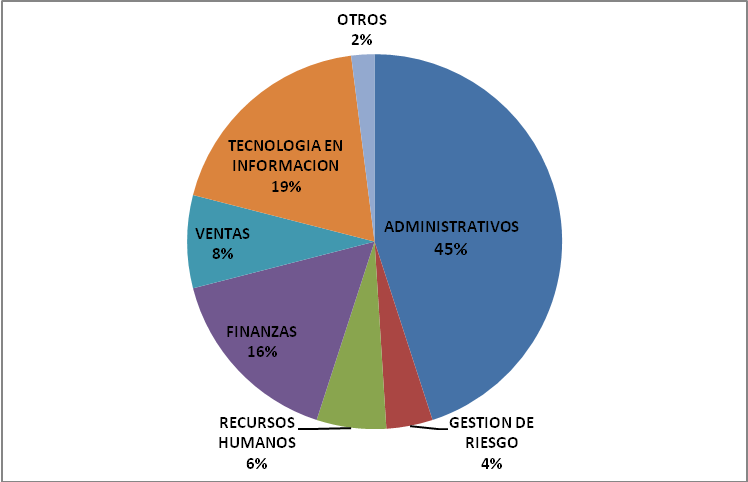 OTROS
2%
TECNOLOGIA EN
INFORMACION
19%
ADMINISTRATIVOS
45%
VENTAS
8%
FINANZAS
16%
RECURSOS
HUMANOS
6%
GESTION DE
RIESGO
4%